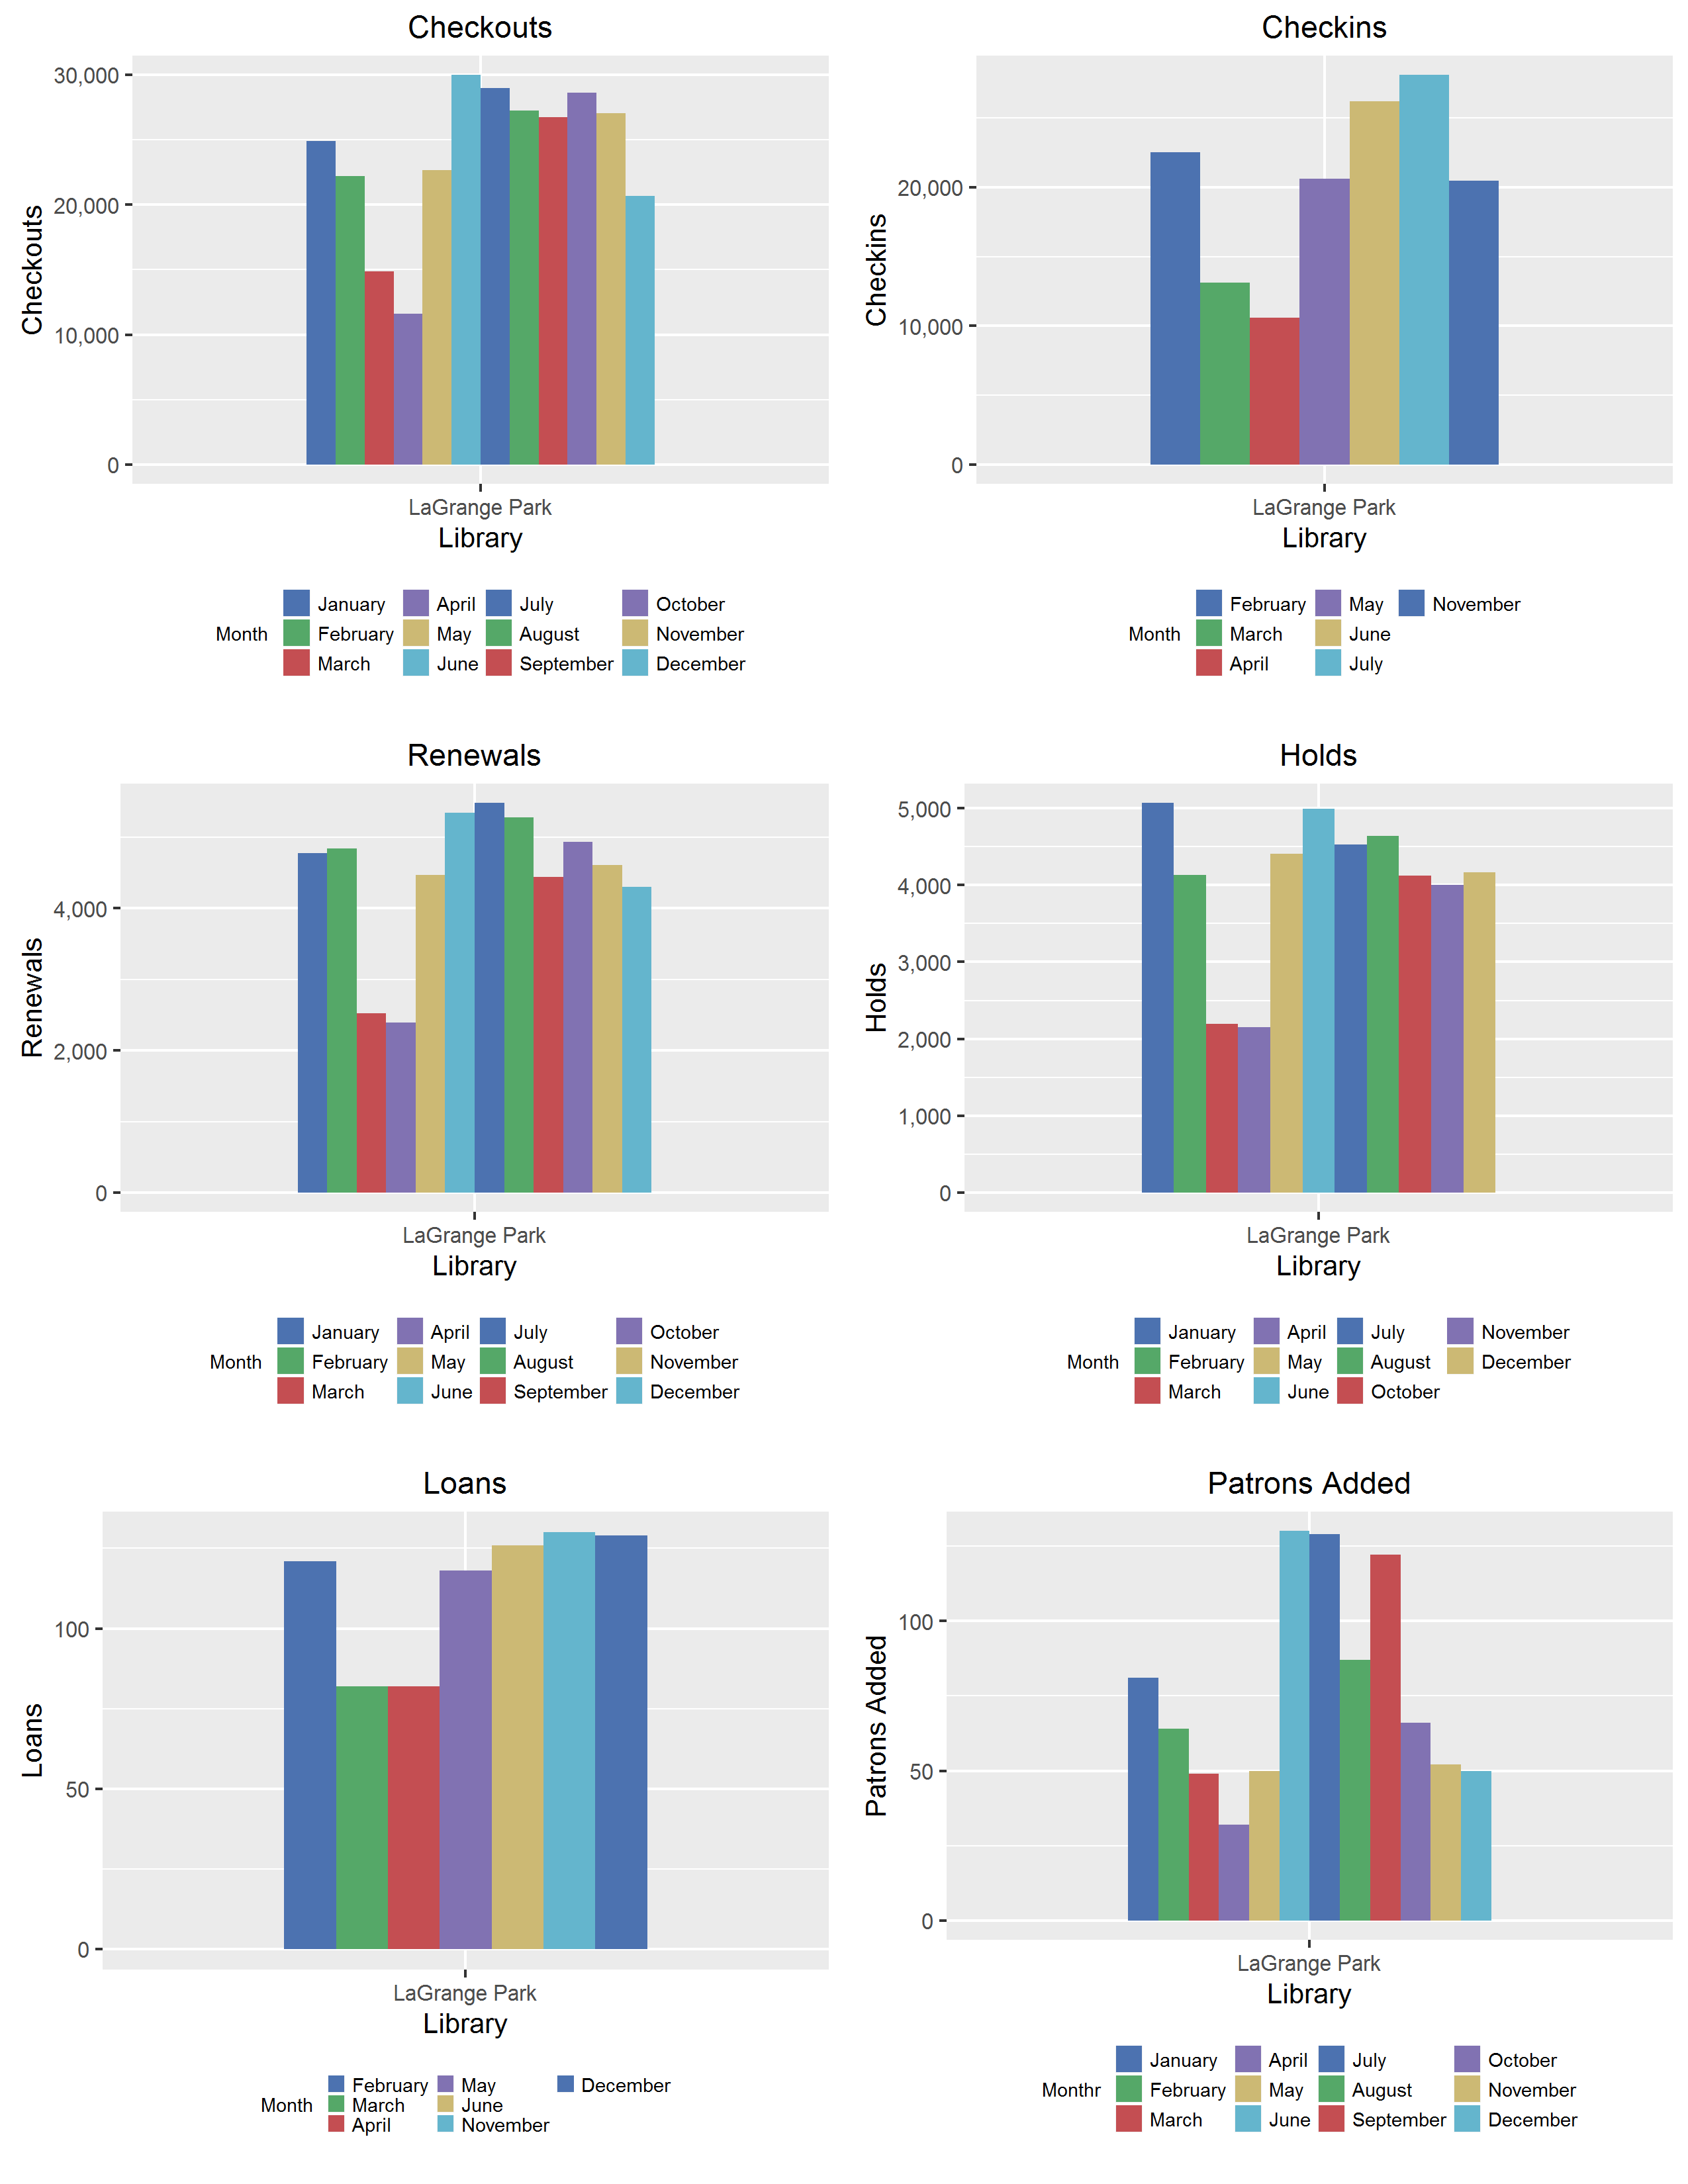 Checkouts
30,000
20,000
10,000
0
Checkouts
LaGrange Park
Library
Month
January April July October
February May August November
March June September December
Checkins
20,000
10,000
0
Checkins
LaGrange Park
Library
Month
February May November
March June
April July
Renewals
4,000
2,000
0
Renewals
LaGrange Park
Library
Month
January April July October
February May August November
March June September December
Holds
5,000
4,000
3,000
2,000
1,000
0
Holds
LaGrange Park
Library
Month
January April July November
February May August December
March June October
Loans
100
50
0
Loans
LaGrange Park
Library
Month
February May December
March June
April November
Patrons Added
100
50
0
Patrons Added
LaGrange Park
Library
Monthr
January April July October
February May August November
March June September December